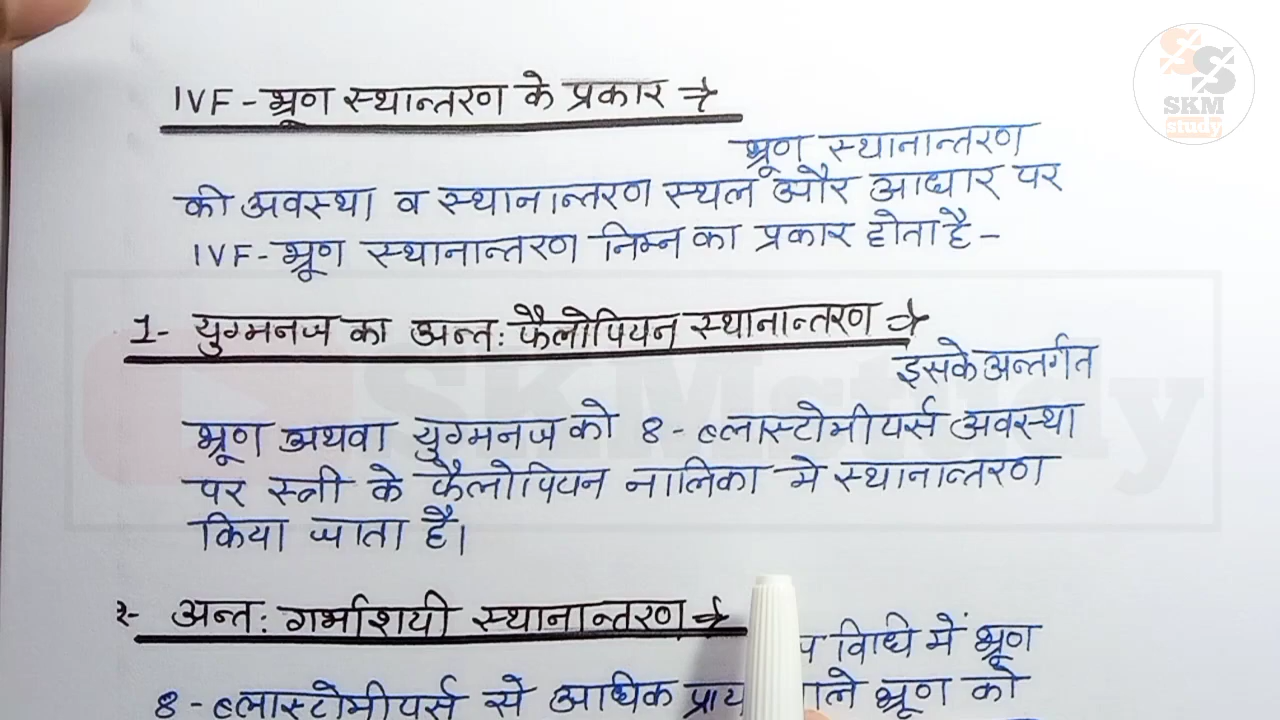 SKM
study
IVF - भ्रूण स्थान्तरण के प्रकार →
भ्रूण स्थानान्तरण
की अवस्था व स्थानान्तरण स्थल और आधार पर
IVF - भ्रूण स्थानान्तरण निम्न का प्रकार होता है -
1- युग्मनज का अन्त: फैलोपियन स्थानान्तरण →
इसके अन्तर्गत
भ्रूण अथवा युग्मनज को 8 - ब्लास्टोमीयर्स अवस्था
पर स्त्री के फैलोपियन नालिका मे स्थानान्तरण
किया जाता है।
2- अन्त: गर्भाशयी स्थानान्तरण →
विधि में भ्रूण
8 - ब्लास्टोमीयर्स से अधिक भ्रूण को
SKMstudy